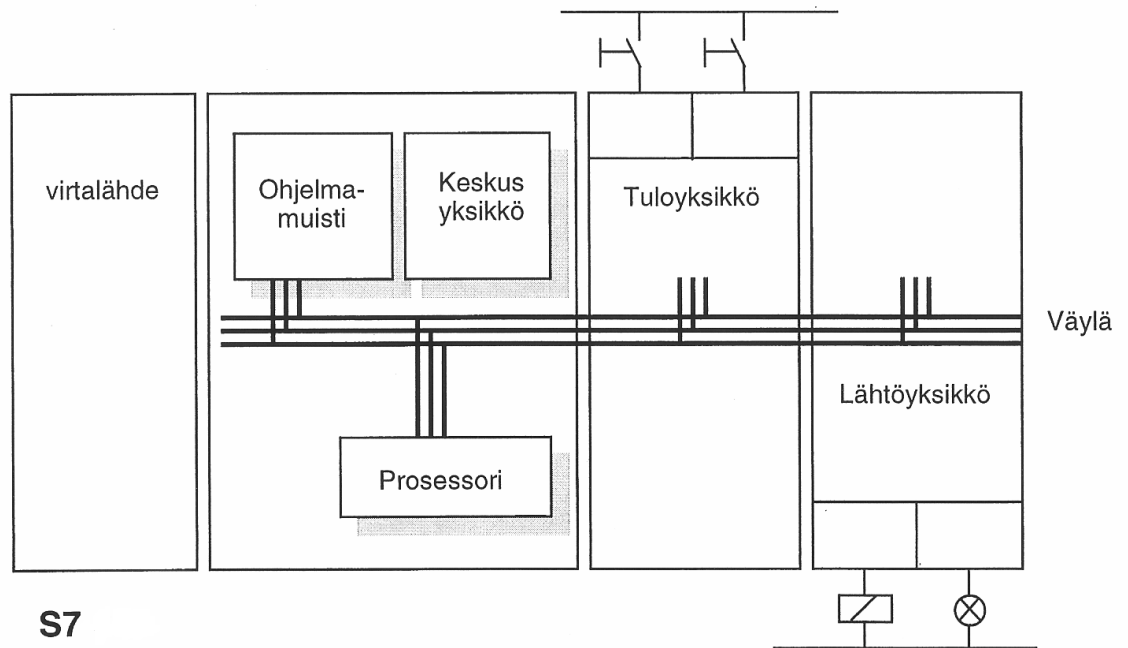 virtalähde
Ohjelma-
muisti
Keskus
yksikkö
Tuloyksikkö
Väylä
Lähtöyksikkö
Prosessori
S7